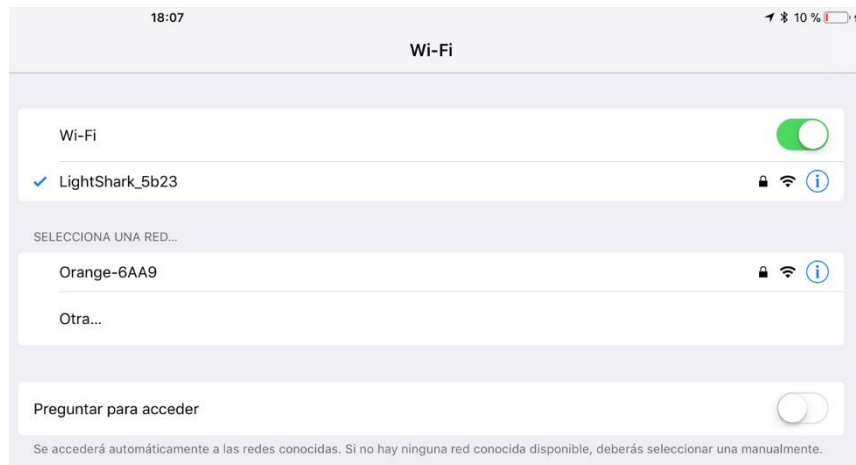 18:07
10 %
Wi-Fi
Wi-Fi
LightShark_5b23
SELECCIONA UNA RED...
Orange-6AA9
Otra...
Preguntar para acceder
Se accederá automáticamente a las redes conocidas. Si no hay ninguna red conocida disponible, deberás seleccionar una manualmente.